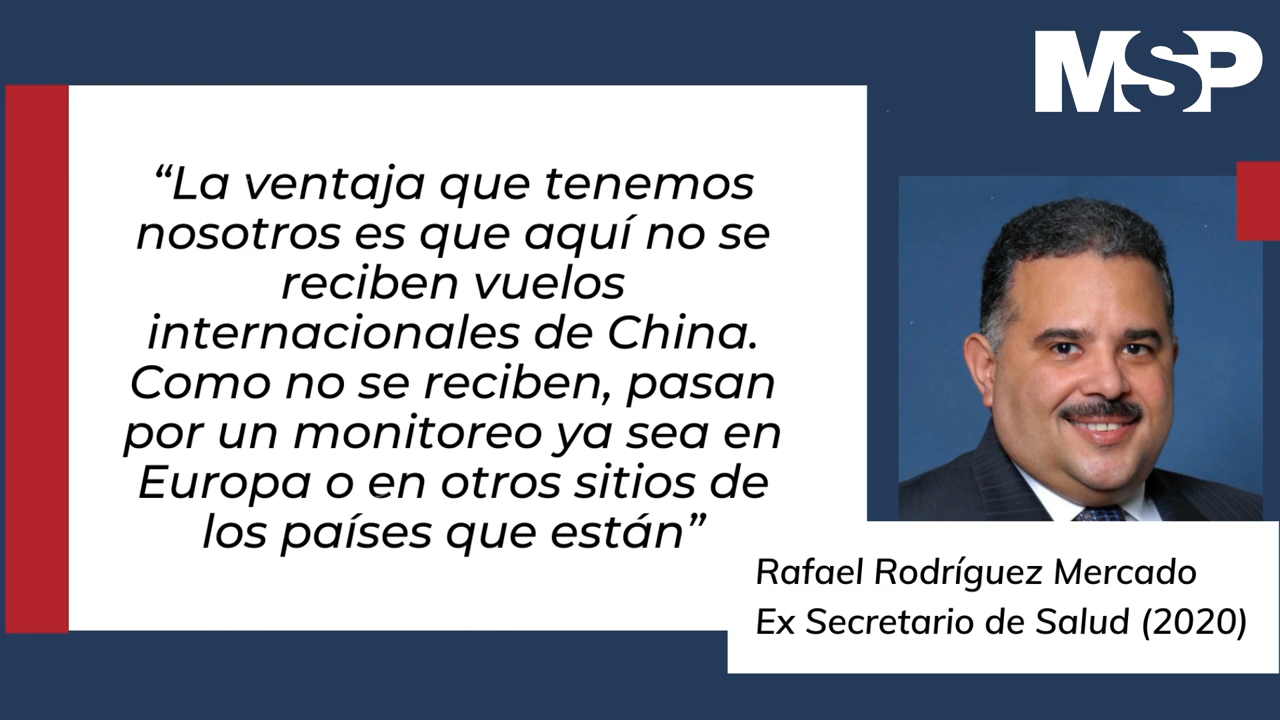 MSP
“La ventaja que tenemos
nosotros es que aquí no se
reciben vuelos
internacionales de China.
Como no se reciben, pasan
por un monitoreo ya sea en
Europa o en otros sitios de
los países que están”
Rafael Rodríguez Mercado
Ex Secretario de Salud (2020)